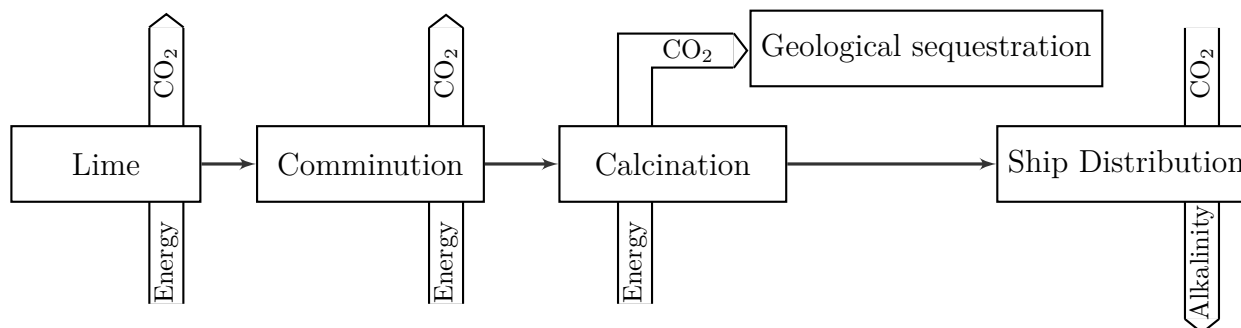 CO₂
CO₂
CO₂
Geological sequestration
CO₂
Lime
Comminution
Calcination
Ship Distribution
Energy
Energy
Energy
Alkalinity